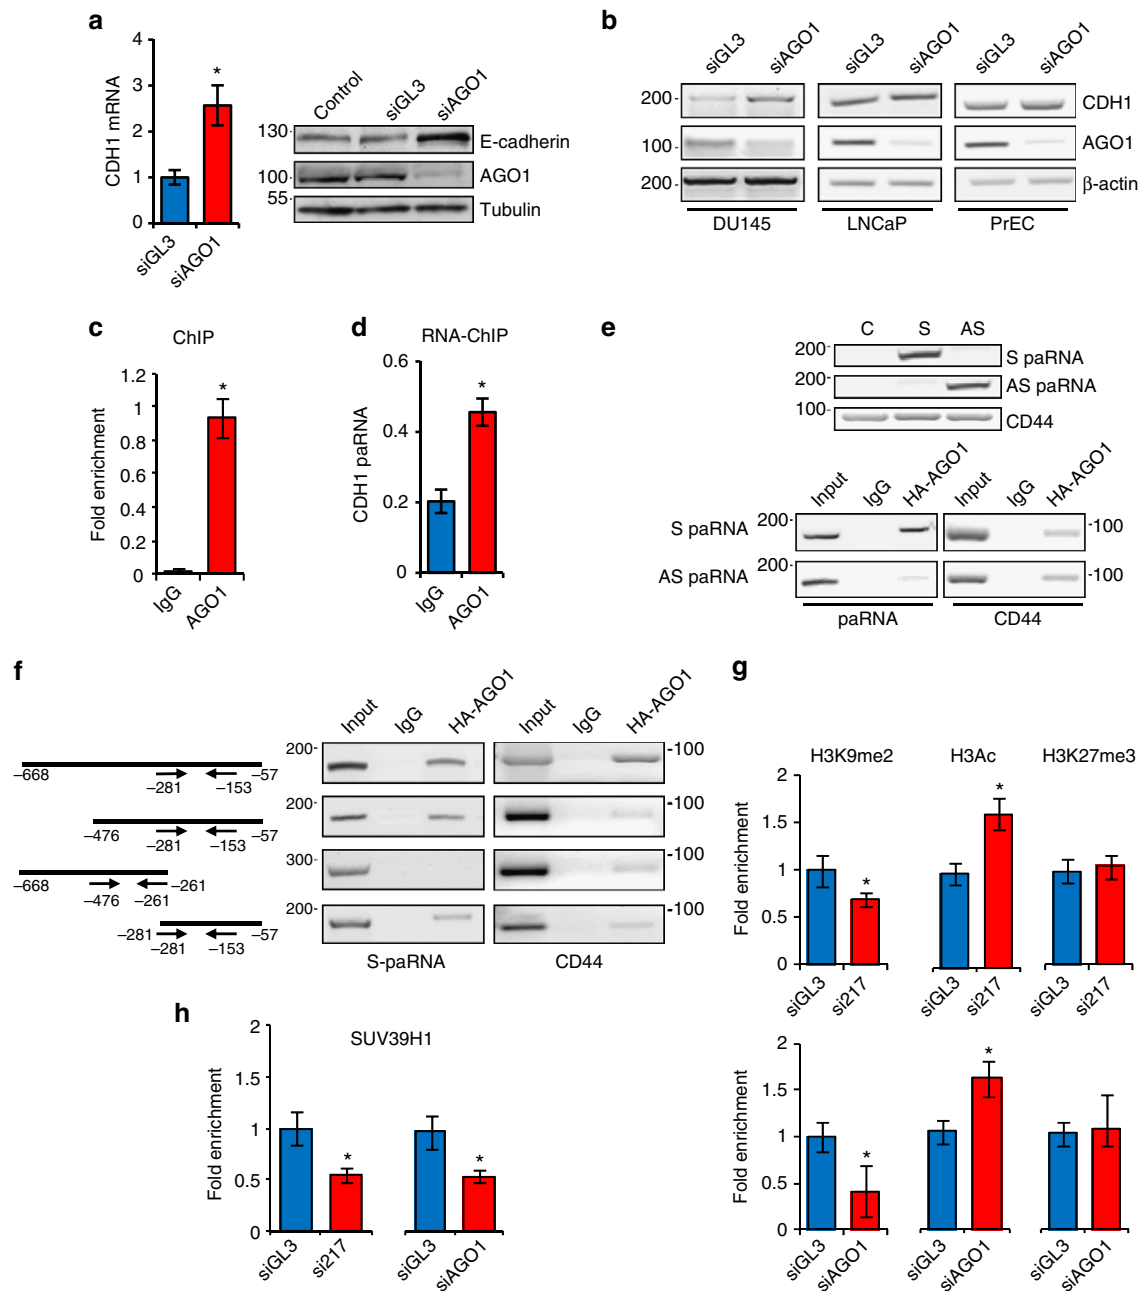 a
CDH1 mRNA
4
3
2
1
0
*
siGL3
siAGO1
Control
siGL3
siAGO1
130-
E-cadherin
100-
AGO1
55-
Tubulin
b
siGL3
siAGO1
siGL3
siAGO1
siGL3
siAGO1
200-
CDH1
100-
AGO1
200-
β-actin
DU145
LNCaP
PrEC
c
ChIP
Fold enrichment
1.2
1
0.8
0.6
0.4
0.2
0
*
IgG
AGO1
d
RNA-ChIP
CDH1 paRNA
0.6
0.4
0.2
0
*
IgG
AGO1
e
C S AS
200-
S paRNA
200-
AS paRNA
100-
CD44
Input
IgG
HA-AGO1
Input
IgG
HA-AGO1
S paRNA
200-
-100
AS paRNA
200-
-100
paRNA
CD44
f
Input
IgG
HA-AGO1
Input
IgG
HA-AGO1
200-
-100
–668
–57
–281
–153
200-
-100
–476
–57
–281
–153
300-
-100
–668
–261
–476
–261
200-
-100
–281
–57
–281
–153
S-paRNA
CD44
g
H3K9me2
H3Ac
H3K27me3
Fold enrichment
2
1.5
1
0.5
0
*
*
siGL3
si217
siGL3
si217
siGL3
si217
Fold enrichment
2
1.5
1
0.5
0
*
*
siGL3
siAGO1
siGL3
siAGO1
siGL3
siAGO1
h
SUV39H1
Fold enrichment
2
1.5
1
0.5
0
*
*
siGL3
si217
siGL3
siAGO1